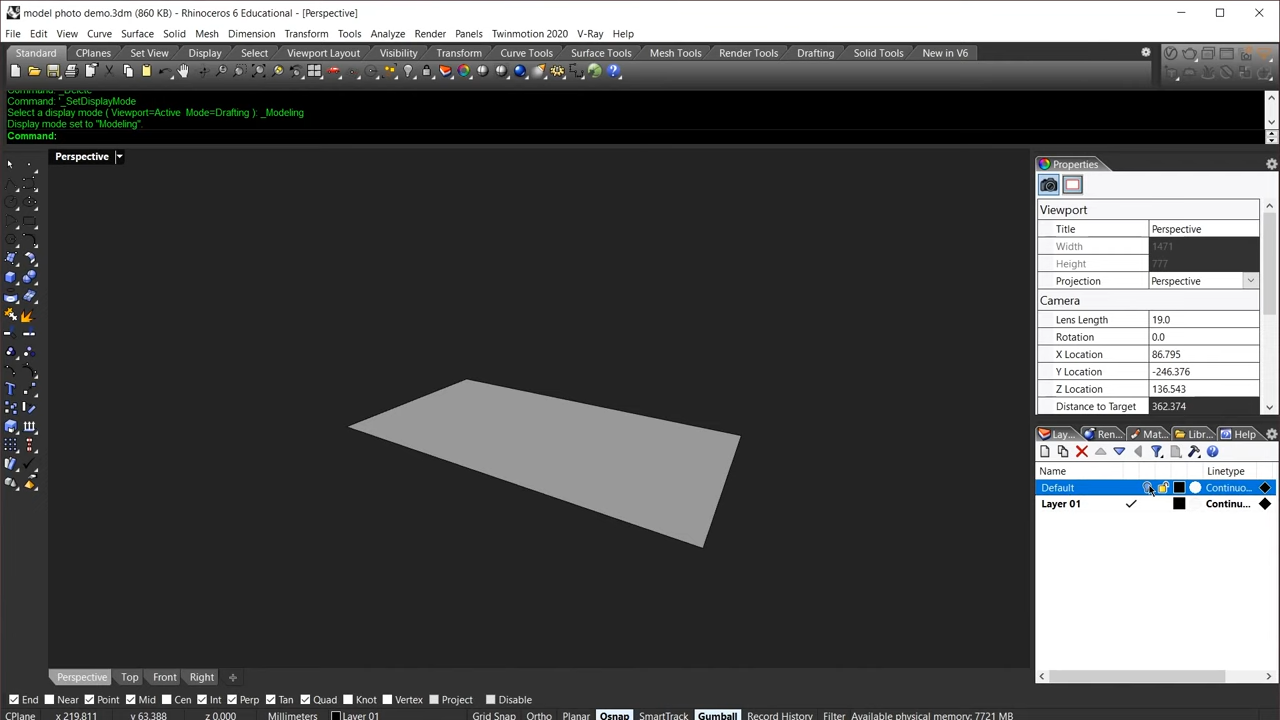 model photo demo.3dm (860 KB) - Rhinoceros 6 Educational - [Perspective]
File Edit View Curve Surface Solid Mesh Dimension Transform Tools Analyze Render Panels Twinmotion 2020 V-Ray Help
Standard CPlanes Set View Display Select Viewport Layout Visibility Transform Curve Tools Surface Tools Mesh Tools Render Tools Drafting Solid Tools New in V6
Command: _Delete
Command: '_SetDisplayMode
Select a display mode ( Viewport=Active Mode=Drafting ): _Modeling
Display mode set to "Modeling".
Command:
Perspective
Properties
Viewport
Title Perspective
Width 1471
Height 777
Projection Perspective
Camera
Lens Length 19.0
Rotation 0.0
X Location 86.795
Y Location -246.376
Z Location 136.543
Distance to Target 362.374
Lay... Ren... Mat... Libr... Help
Name Linetype
Default Continuo...
Layer 01 Continu...
Perspective Top Front Right
End Near Point Mid Cen Int Perp Tan Quad Knot Vertex Project Disable
CPlane x 219.811 y 63.388 z 0.000 Millimeters Layer 01 Grid Snap Ortho Planar Osnap SmartTrack Gumball Record History Filter Available physical memory: 7721 MB